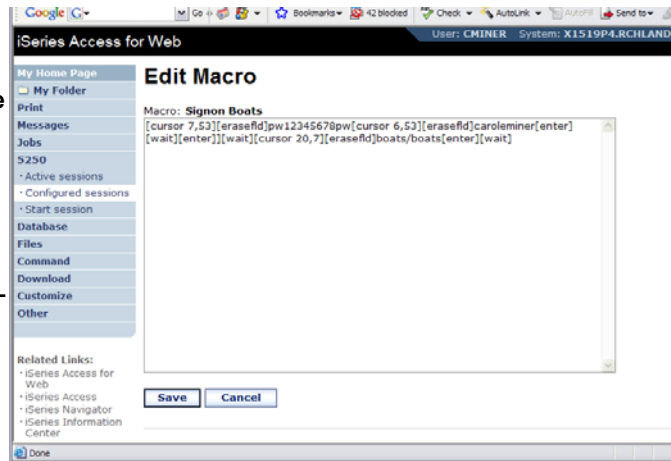 Google G
Go Bookmarks 42 blocked Check AutoLink AutoFill Send to
iSeries Access for Web
User: CMINER System: X1519P4.RCHLAND
My Home Page
My Folder
Print
Messages
Jobs
5250
· Active sessions
· Configured sessions
· Start session
Database
Files
Command
Download
Customize
Other
Related Links:
· iSeries Access for
Web
· iSeries Access
· iSeries Navigator
· iSeries Information
Center
Edit Macro
Macro: Signon Boats
[cursor 7,53][erasefld]pw12345678pw[cursor 6,53][erasefld]caroleminer[enter]
[wait][enter]][wait][cursor 20,7][erasefld]boats/boats[enter][wait]
Save Cancel
Done
e
-